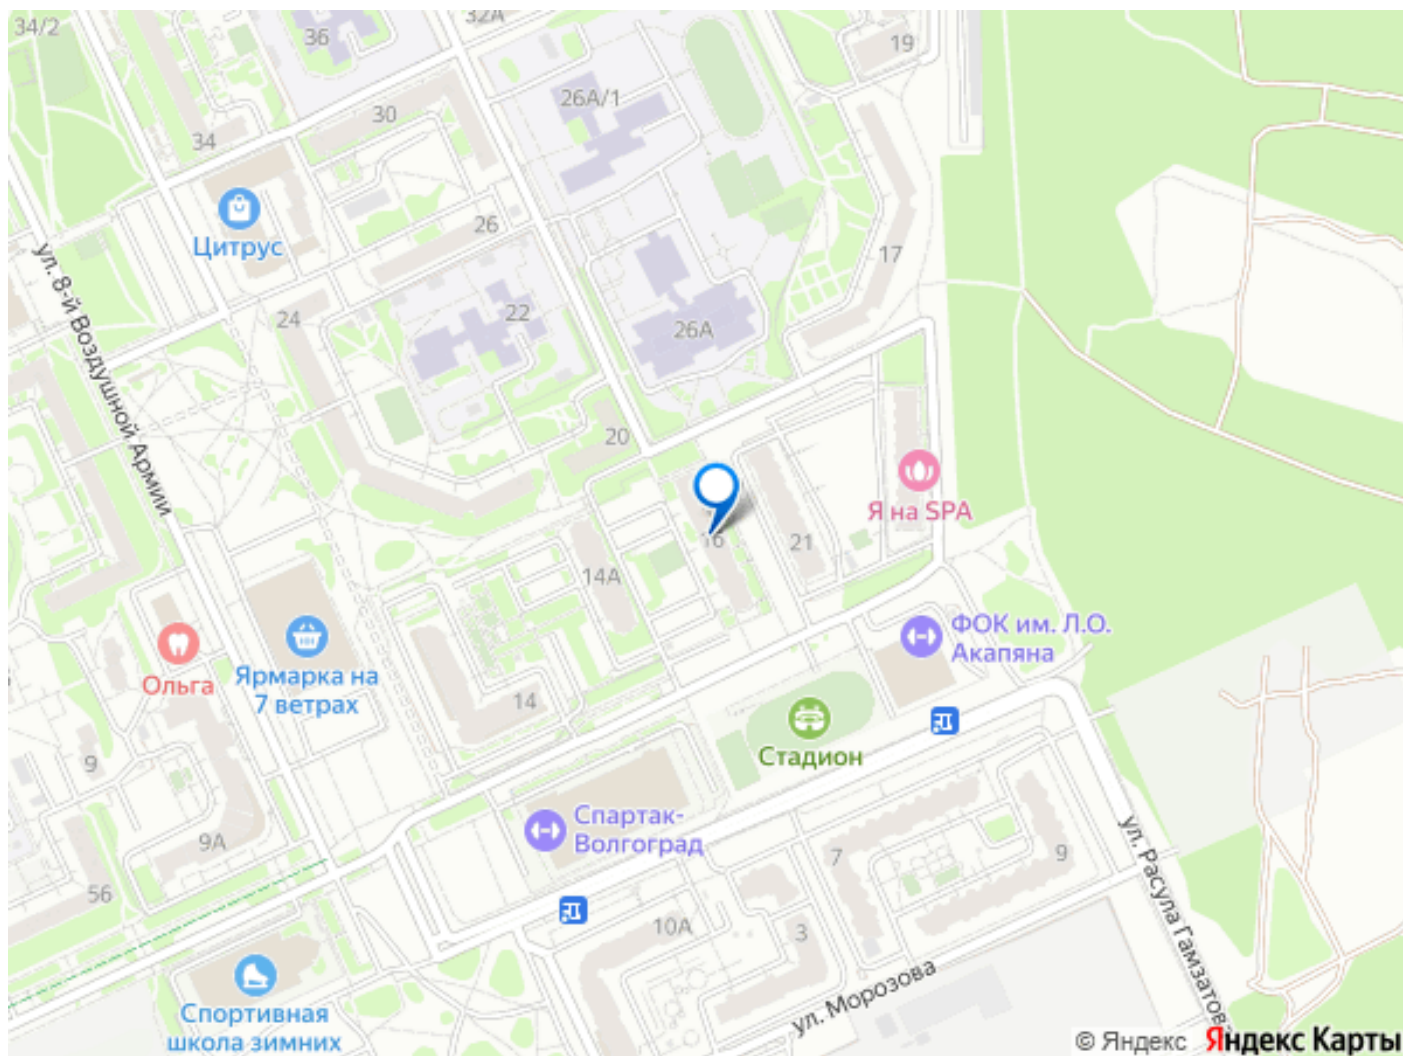 34/2
36
32А
19
26А/1
30
34
Цитрус
26
17
22
24
26А
ул. 8-й Воздушной Армии
20
Я на SPA
16
21
14А
ФОК им. Л.О.
Акапяна
Ольга
Ярмарка на
7 ветрах
14
Стадион
9
Спартак-
Волгоград
9А
7
9
ул. Расула Гамзатова
56
10А
3
ул. Морозова
Спортивная
школа зимних
© Яндекс Яндекс Карты